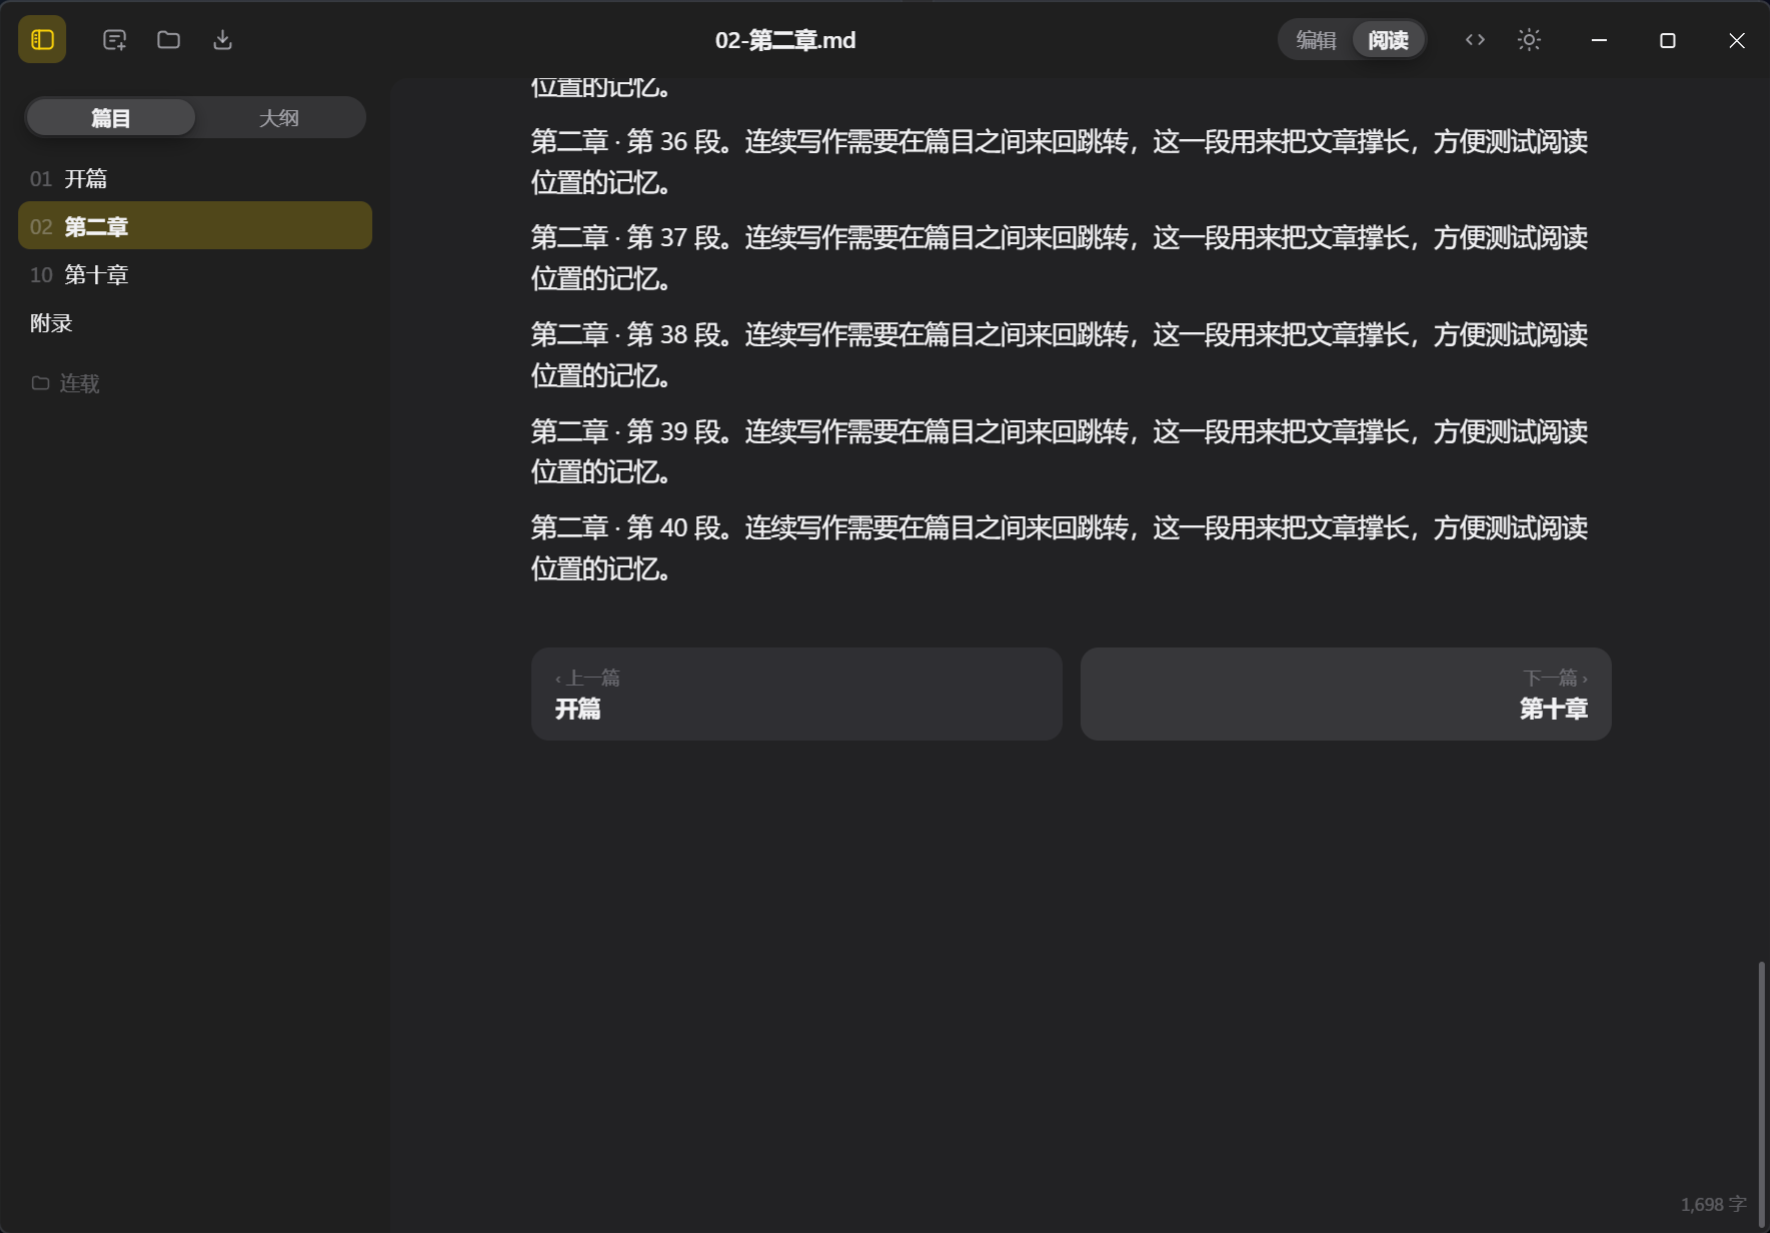 02-第二章.md
编辑
阅读
篇目
大纲
01 开篇
02 第二章
10 第十章
附录
连载
位置的记忆。
第二章 · 第 36 段。连续写作需要在篇目之间来回跳转，这一段用来把文章撑长，方便测试阅读
位置的记忆。
第二章 · 第 37 段。连续写作需要在篇目之间来回跳转，这一段用来把文章撑长，方便测试阅读
位置的记忆。
第二章 · 第 38 段。连续写作需要在篇目之间来回跳转，这一段用来把文章撑长，方便测试阅读
位置的记忆。
第二章 · 第 39 段。连续写作需要在篇目之间来回跳转，这一段用来把文章撑长，方便测试阅读
位置的记忆。
第二章 · 第 40 段。连续写作需要在篇目之间来回跳转，这一段用来把文章撑长，方便测试阅读
位置的记忆。
‹ 上一篇
开篇
下一篇 ›
第十章
1,698 字